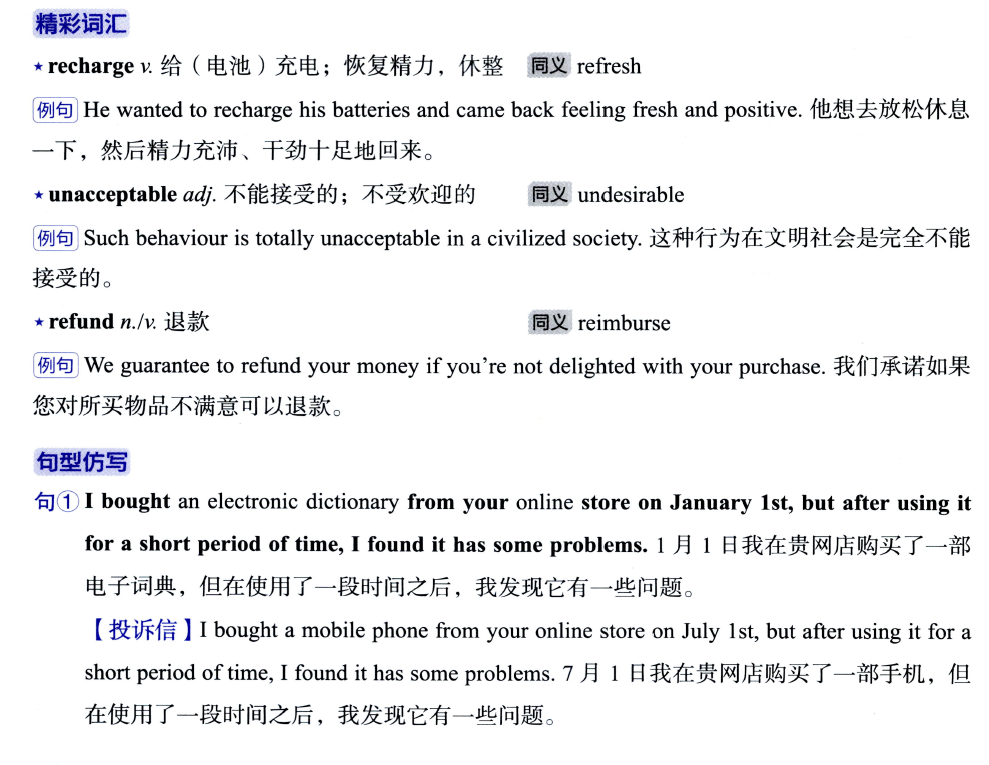 精彩词汇
★ recharge v. 给（电池）充电；恢复精力，休整 同义 refresh
例句 He wanted to recharge his batteries and came back feeling fresh and positive. 他想去放松休息
一下，然后精力充沛、干劲十足地回来。
★ unacceptable adj. 不能接受的；不受欢迎的 同义 undesirable
例句 Such behaviour is totally unacceptable in a civilized society. 这种行为在文明社会是完全不能
接受的。
★ refund n./v. 退款 同义 reimburse
例句 We guarantee to refund your money if you're not delighted with your purchase. 我们承诺如果
您对所买物品不满意可以退款。
句型仿写
句① I bought an electronic dictionary from your online store on January 1st, but after using it
for a short period of time, I found it has some problems. 1 月 1 日我在贵网店购买了一部
电子词典，但在使用了一段时间之后，我发现它有一些问题。
【投诉信】I bought a mobile phone from your online store on July 1st, but after using it for a
short period of time, I found it has some problems. 7 月 1 日我在贵网店购买了一部手机，但
在使用了一段时间之后，我发现它有一些问题。